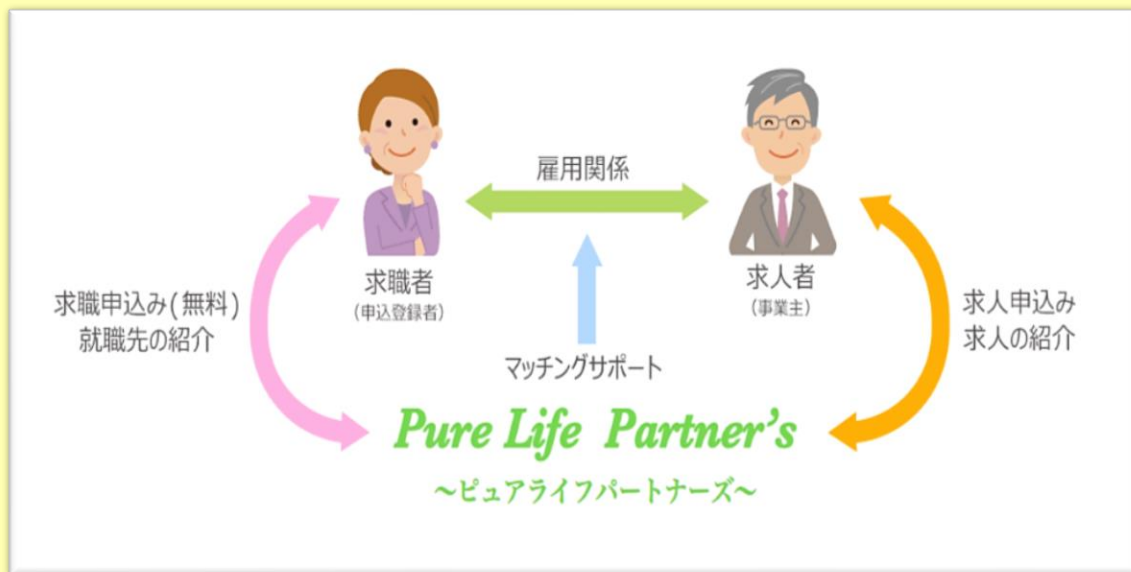 雇用関係
求職者
(申込登録者)
求人者
(事業主)
求職申込み(無料)
就職先の紹介
求人申込み
求人の紹介
マッチングサポート
Pure Life Partner's
~ピュアライフパートナーズ~